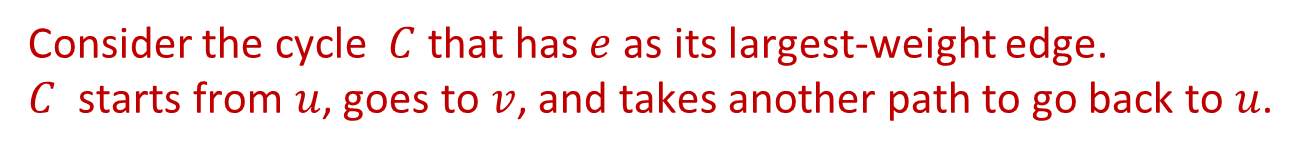 Consider the cycle C that has e as its largest-weight edge.
C starts from u, goes to v, and takes another path to go back to u.